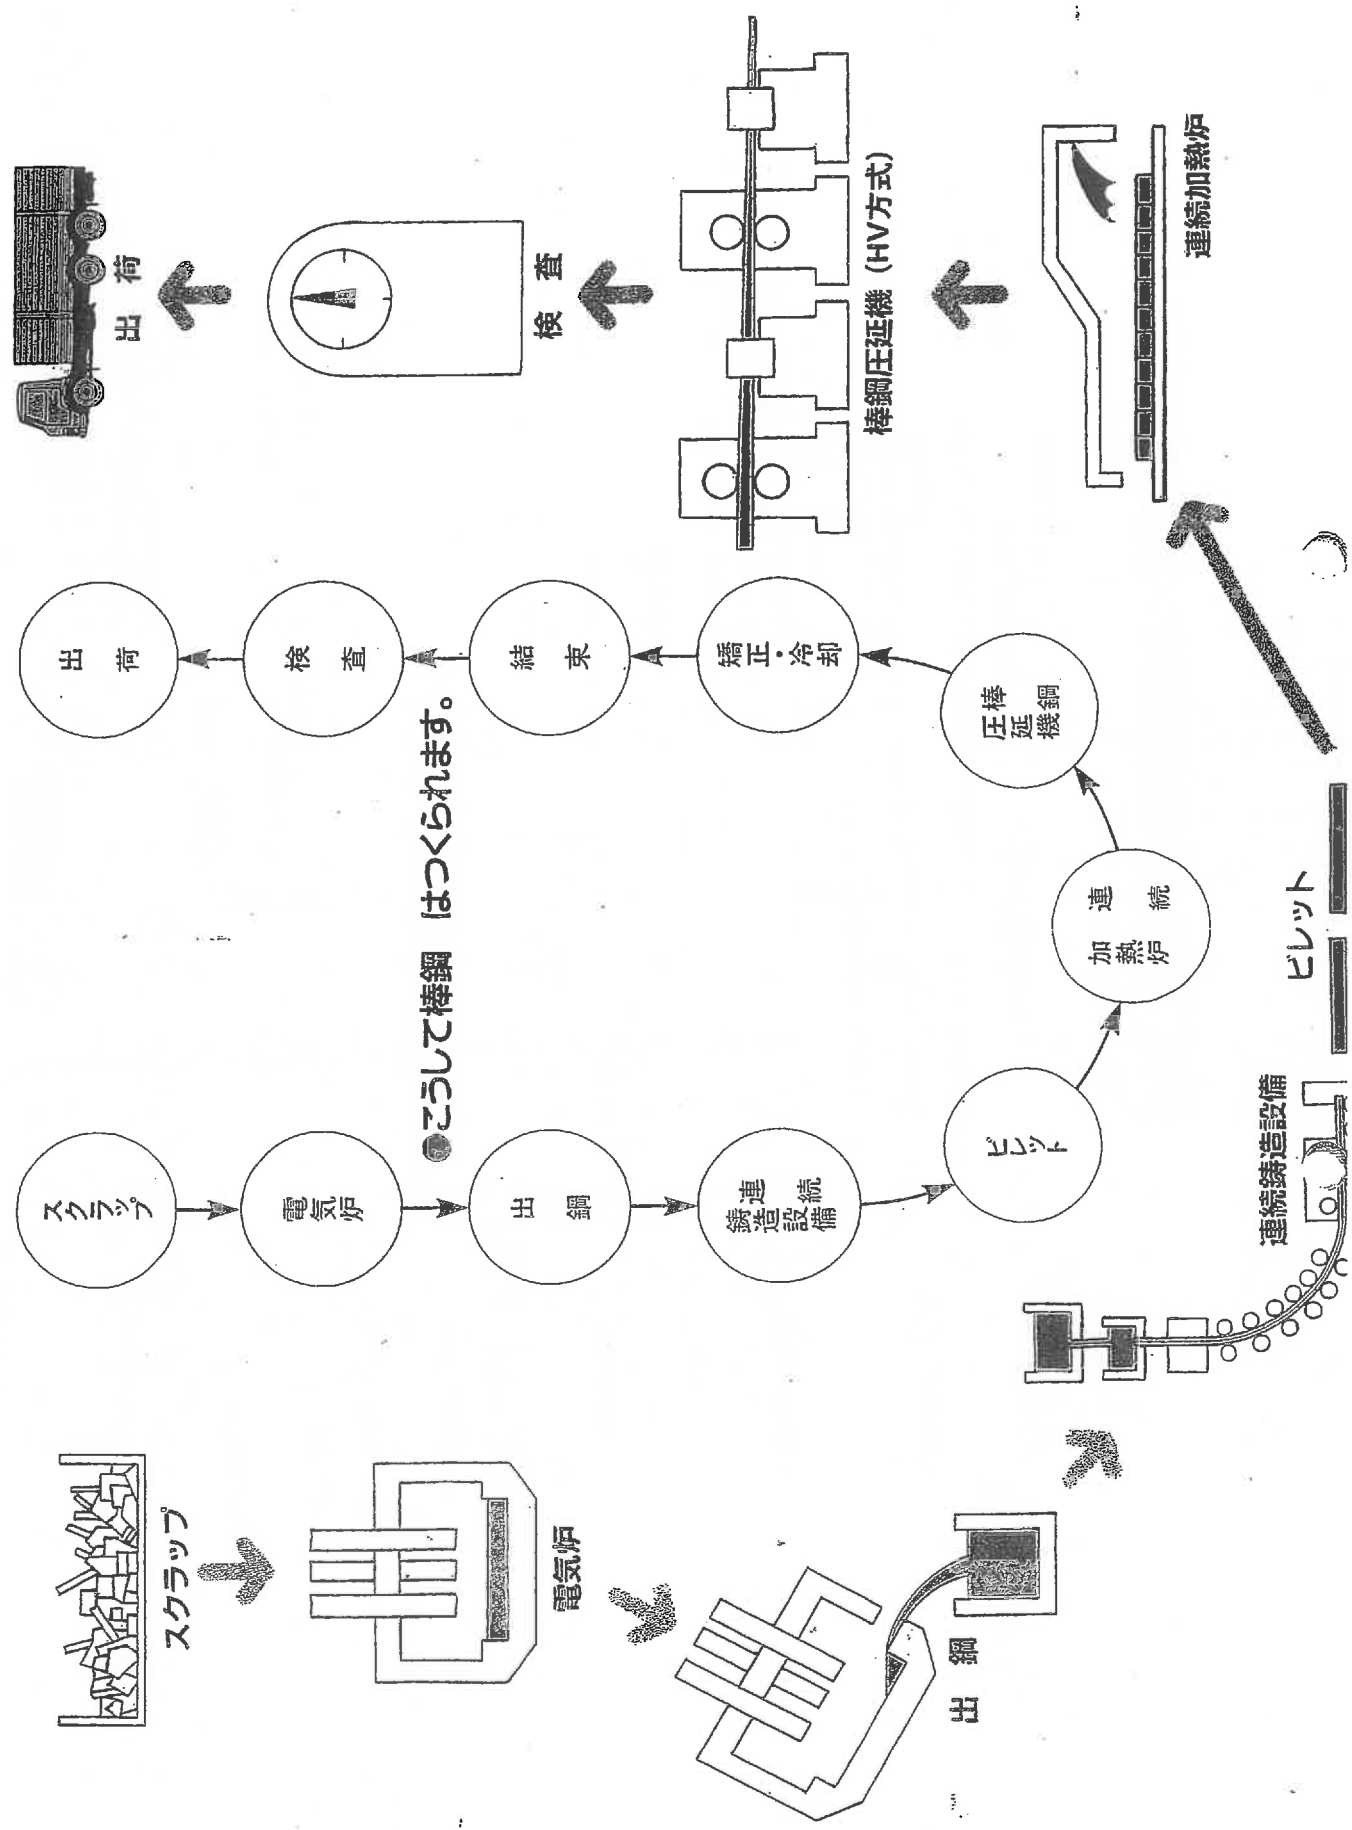 ●こうして棒鋼 はつくられます。
スクラップ
電気炉
出鋼
連続
鋳造設備
ビレット
連続
加熱炉
棒鋼
圧延機
矯正・冷却
結束
検査
出荷
スクラップ
電気炉
出鋼
連続鋳造設備
ビレット
連続加熱炉
棒鋼圧延機(HV方式)
検査
出荷